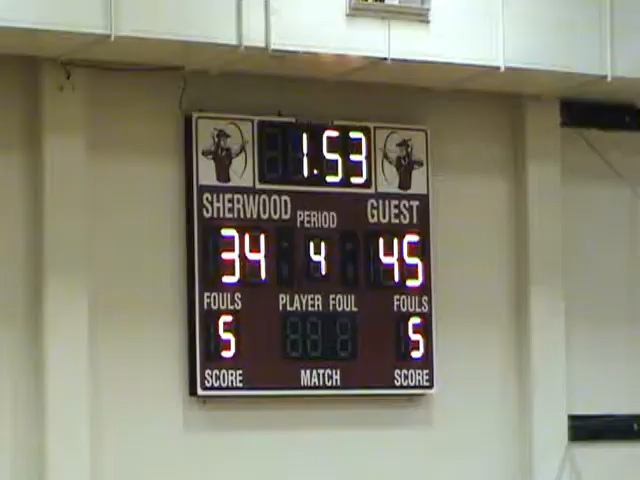 1.53
SHERWOOD PERIOD GUEST
34 4 45
FOULS PLAYER FOUL FOULS
5 5
SCORE MATCH SCORE